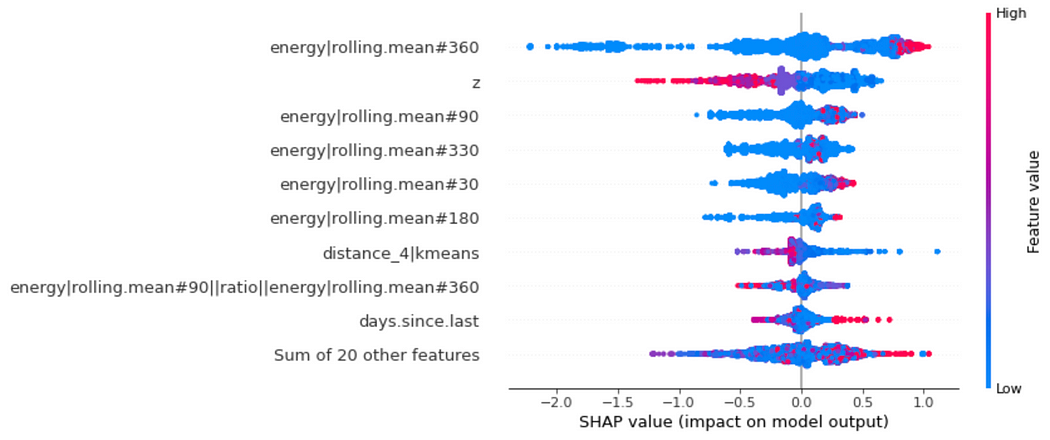 High
energy|rolling.mean#360
z
energy|rolling.mean#90
energy|rolling.mean#330
energy|rolling.mean#30
energy|rolling.mean#180
distance_4|kmeans
energy|rolling.mean#90||ratio||energy|rolling.mean#360
days.since.last
Sum of 20 other features
Feature value
Low
−2.0 −1.5 −1.0 −0.5 0.0 0.5 1.0
SHAP value (impact on model output)